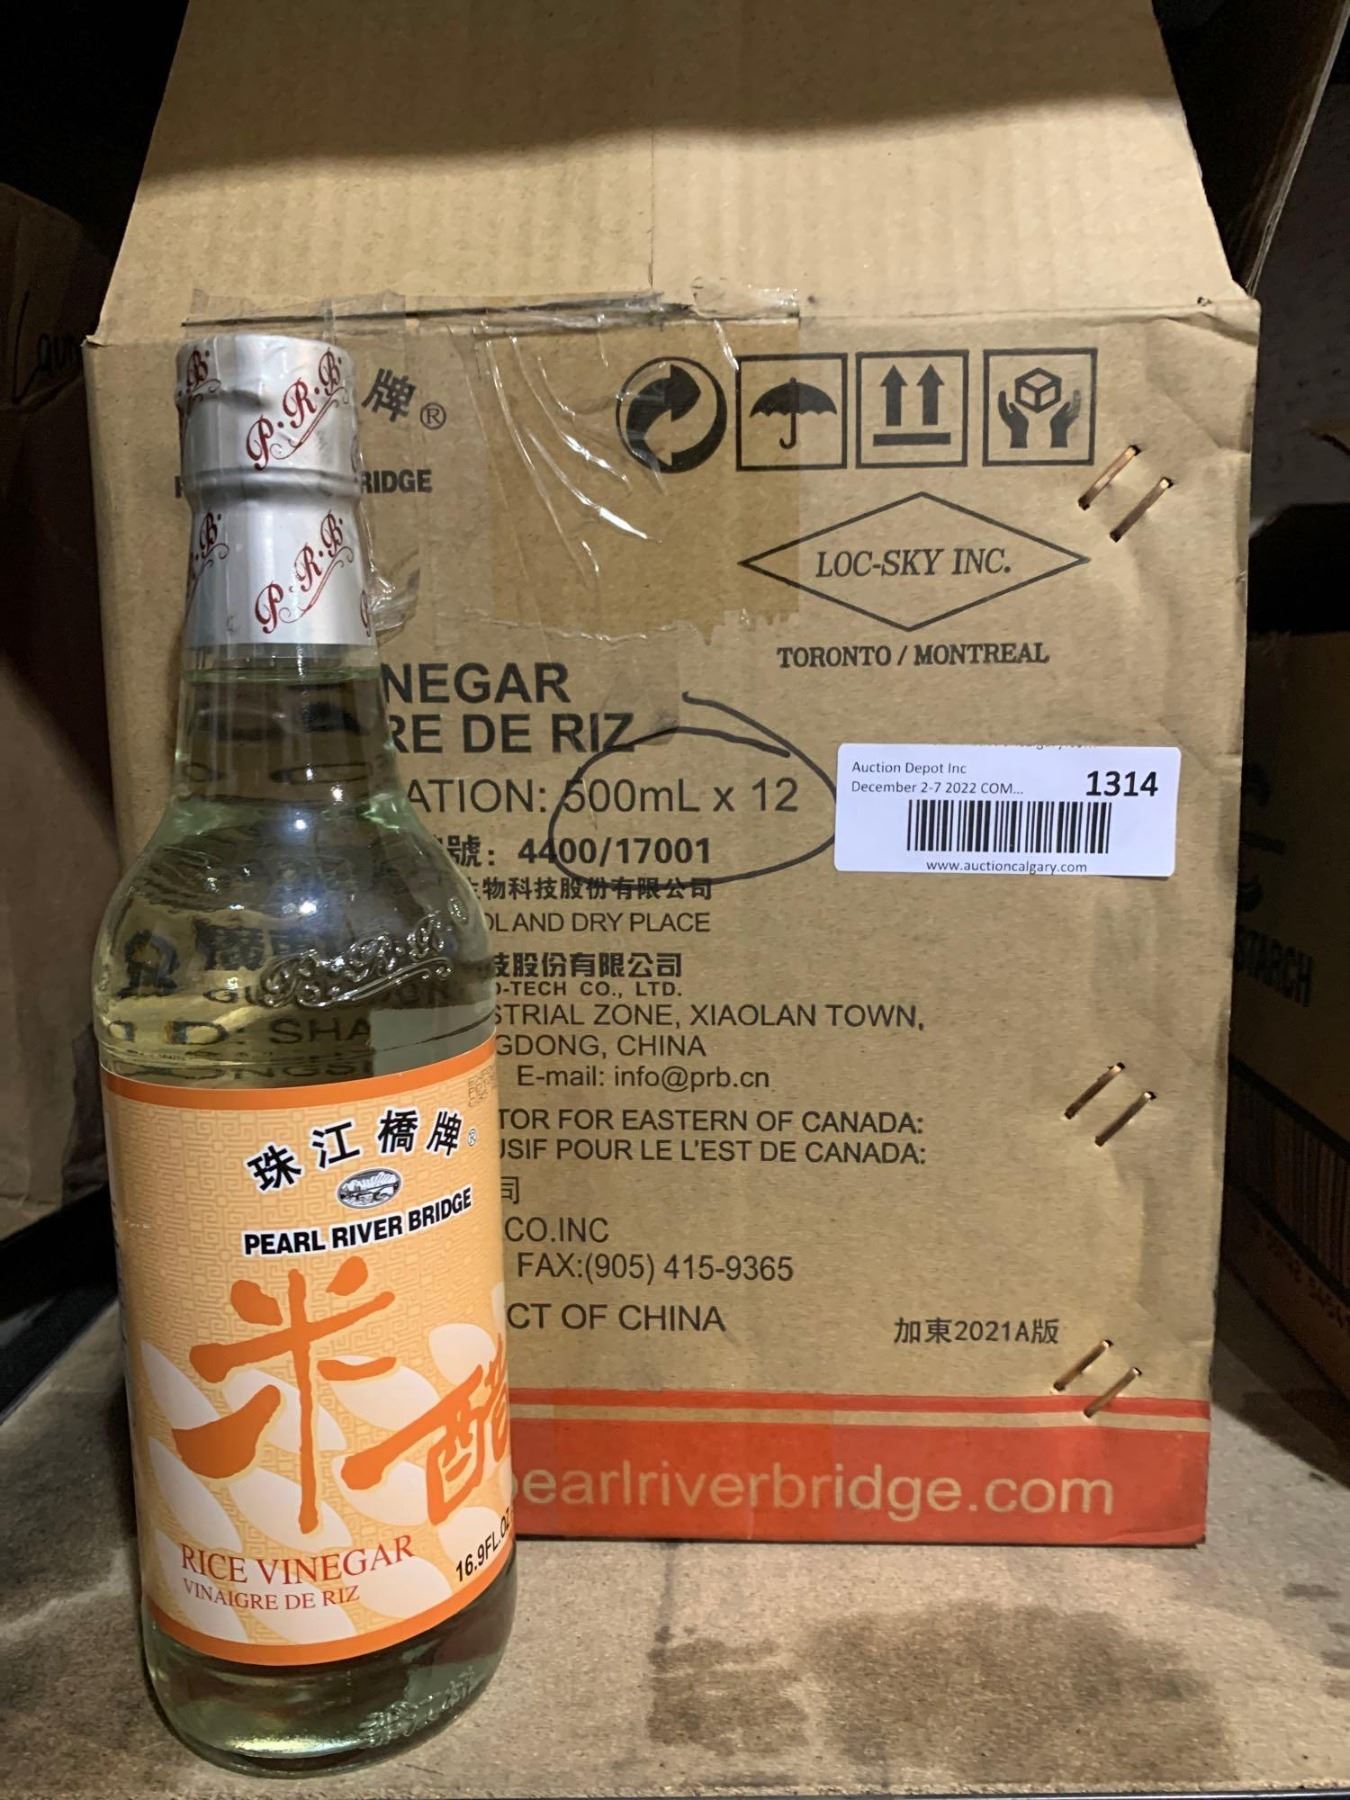 牌®
RIDGE
LOC-SKY INC.
TORONTO / MONTREAL
NEGAR
RE DE RIZ
ATION: 500mL x 12
號: 4400/17001
生物科技股份有限公司
OL AND DRY PLACE
技股份有限公司
O-TECH CO., LTD.
STRIAL ZONE, XIAOLAN TOWN,
GDONG, CHINA
E-mail: info@prb.cn
TOR FOR EASTERN OF CANADA:
USIF POUR LE L'EST DE CANADA:
司
CO.INC
FAX:(905) 415-9365
CT OF CHINA
加東2021A版
pearlriverbridge.com
Auction Depot Inc
December 2-7 2022 COM...
1314
www.auctioncalgary.com
P·R·B·
P·R·B·
P·R·B·
珠江橋牌®
PEARL RIVER BRIDGE
米醋
RICE VINEGAR
VINAIGRE DE RIZ
16.9FL.OZ
STARCH